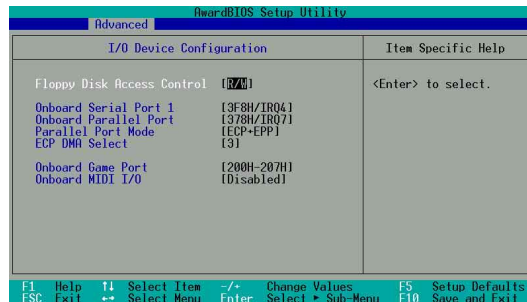 AwardBIOS Setup Utility
Advanced
I/O Device Configuration
Item Specific Help
Floppy Disk Access Control [R/W]
<Enter> to select.
Onboard Serial Port 1 [3F8H/IRQ4]
Onboard Parallel Port [378H/IRQ7]
Parallel Port Mode [ECP+EPP]
ECP DMA Select [3]
Onboard Game Port [200H-207H]
Onboard MIDI I/O [Disabled]
F1 Help ↑↓ Select Item -/+ Change Values F5 Setup Defaults
ESC Exit ←→ Select Menu Enter Select ► Sub-Menu F10 Save and Exit